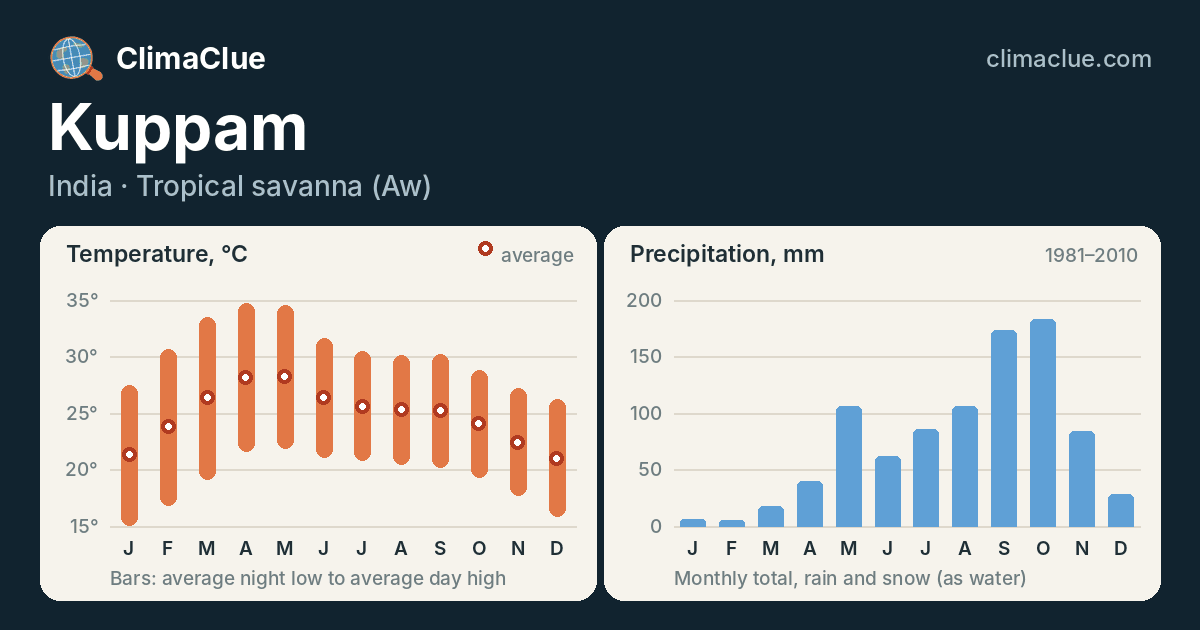 ClimaClue
climaclue.com
Kuppam
India · Tropical savanna (Aw)
Temperature, °C
average
35°
30°
25°
20°
15°
J F M A M J J A S O N D
Bars: average night low to average day high
Precipitation, mm
1981–2010
200
150
100
50
0
J F M A M J J A S O N D
Monthly total, rain and snow (as water)